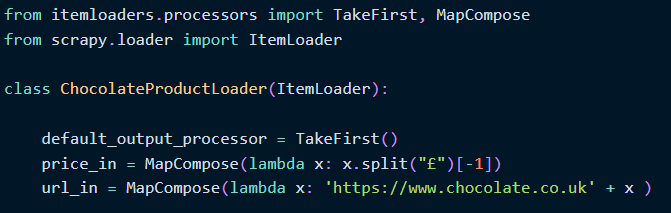 from itemloaders.processors import TakeFirst, MapCompose
from scrapy.loader import ItemLoader
class ChocolateProductLoader(ItemLoader):
default_output_processor = TakeFirst()
price_in = MapCompose(lambda x: x.split("£")[-1])
url_in = MapCompose(lambda x: 'https://www.chocolate.co.uk' + x )